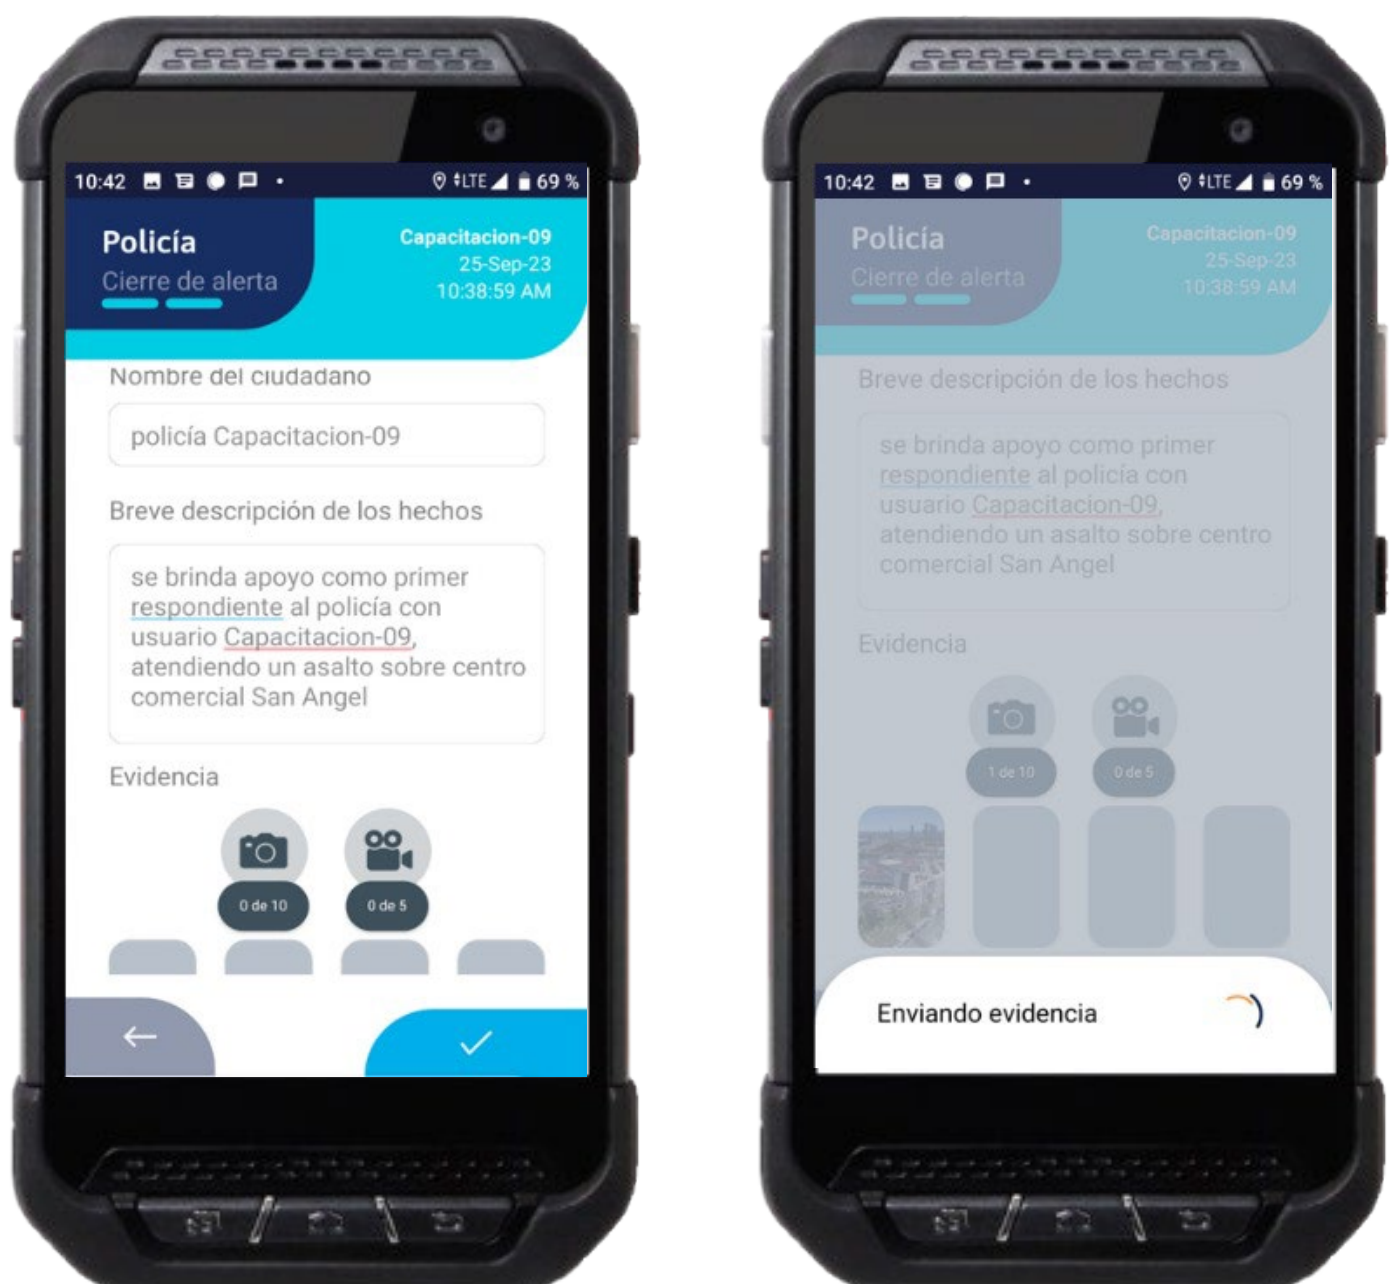 10:42
LTE 69 %
Policía
Cierre de alerta
Capacitacion-09
25-Sep-23
10:38:59 AM
Nombre del ciudadano
policía Capacitacion-09
Breve descripción de los hechos
se brinda apoyo como primer
respondiente al policía con
usuario Capacitacion-09,
atendiendo un asalto sobre centro
comercial San Angel
Evidencia
0 de 10
0 de 5
10:42
LTE 69 %
Policía
Cierre de alerta
Capacitacion-09
25-Sep-23
10:38:59 AM
Breve descripción de los hechos
se brinda apoyo como primer
respondiente al policía con
usuario Capacitacion-09,
atendiendo un asalto sobre centro
comercial San Angel
Evidencia
1 de 10
0 de 5
Enviando evidencia